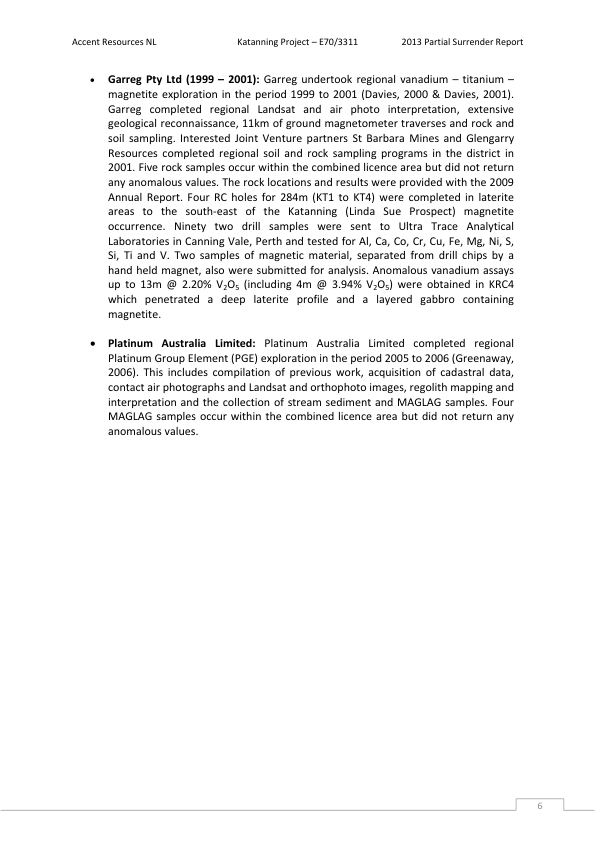 Accent Resources NL Katanning Project – E70/3311 2013 Partial Surrender Report
• Garreg Pty Ltd (1999 – 2001): Garreg undertook regional vanadium – titanium –
magnetite exploration in the period 1999 to 2001 (Davies, 2000 & Davies, 2001).
Garreg completed regional Landsat and air photo interpretation, extensive
geological reconnaissance, 11km of ground magnetometer traverses and rock and
soil sampling. Interested Joint Venture partners St Barbara Mines and Glengarry
Resources completed regional soil and rock sampling programs in the district in
2001. Five rock samples occur within the combined licence area but did not return
any anomalous values. The rock locations and results were provided with the 2009
Annual Report. Four RC holes for 284m (KT1 to KT4) were completed in laterite
areas to the south-east of the Katanning (Linda Sue Prospect) magnetite
occurrence. Ninety two drill samples were sent to Ultra Trace Analytical
Laboratories in Canning Vale, Perth and tested for Al, Ca, Co, Cr, Cu, Fe, Mg, Ni, S,
Si, Ti and V. Two samples of magnetic material, separated from drill chips by a
hand held magnet, also were submitted for analysis. Anomalous vanadium assays
up to 13m @ 2.20% V₂O₅ (including 4m @ 3.94% V₂O₅) were obtained in KRC4
which penetrated a deep laterite profile and a layered gabbro containing
magnetite.
• Platinum Australia Limited: Platinum Australia Limited completed regional
Platinum Group Element (PGE) exploration in the period 2005 to 2006 (Greenaway,
2006). This includes compilation of previous work, acquisition of cadastral data,
contact air photographs and Landsat and orthophoto images, regolith mapping and
interpretation and the collection of stream sediment and MAGLAG samples. Four
MAGLAG samples occur within the combined licence area but did not return any
anomalous values.
6